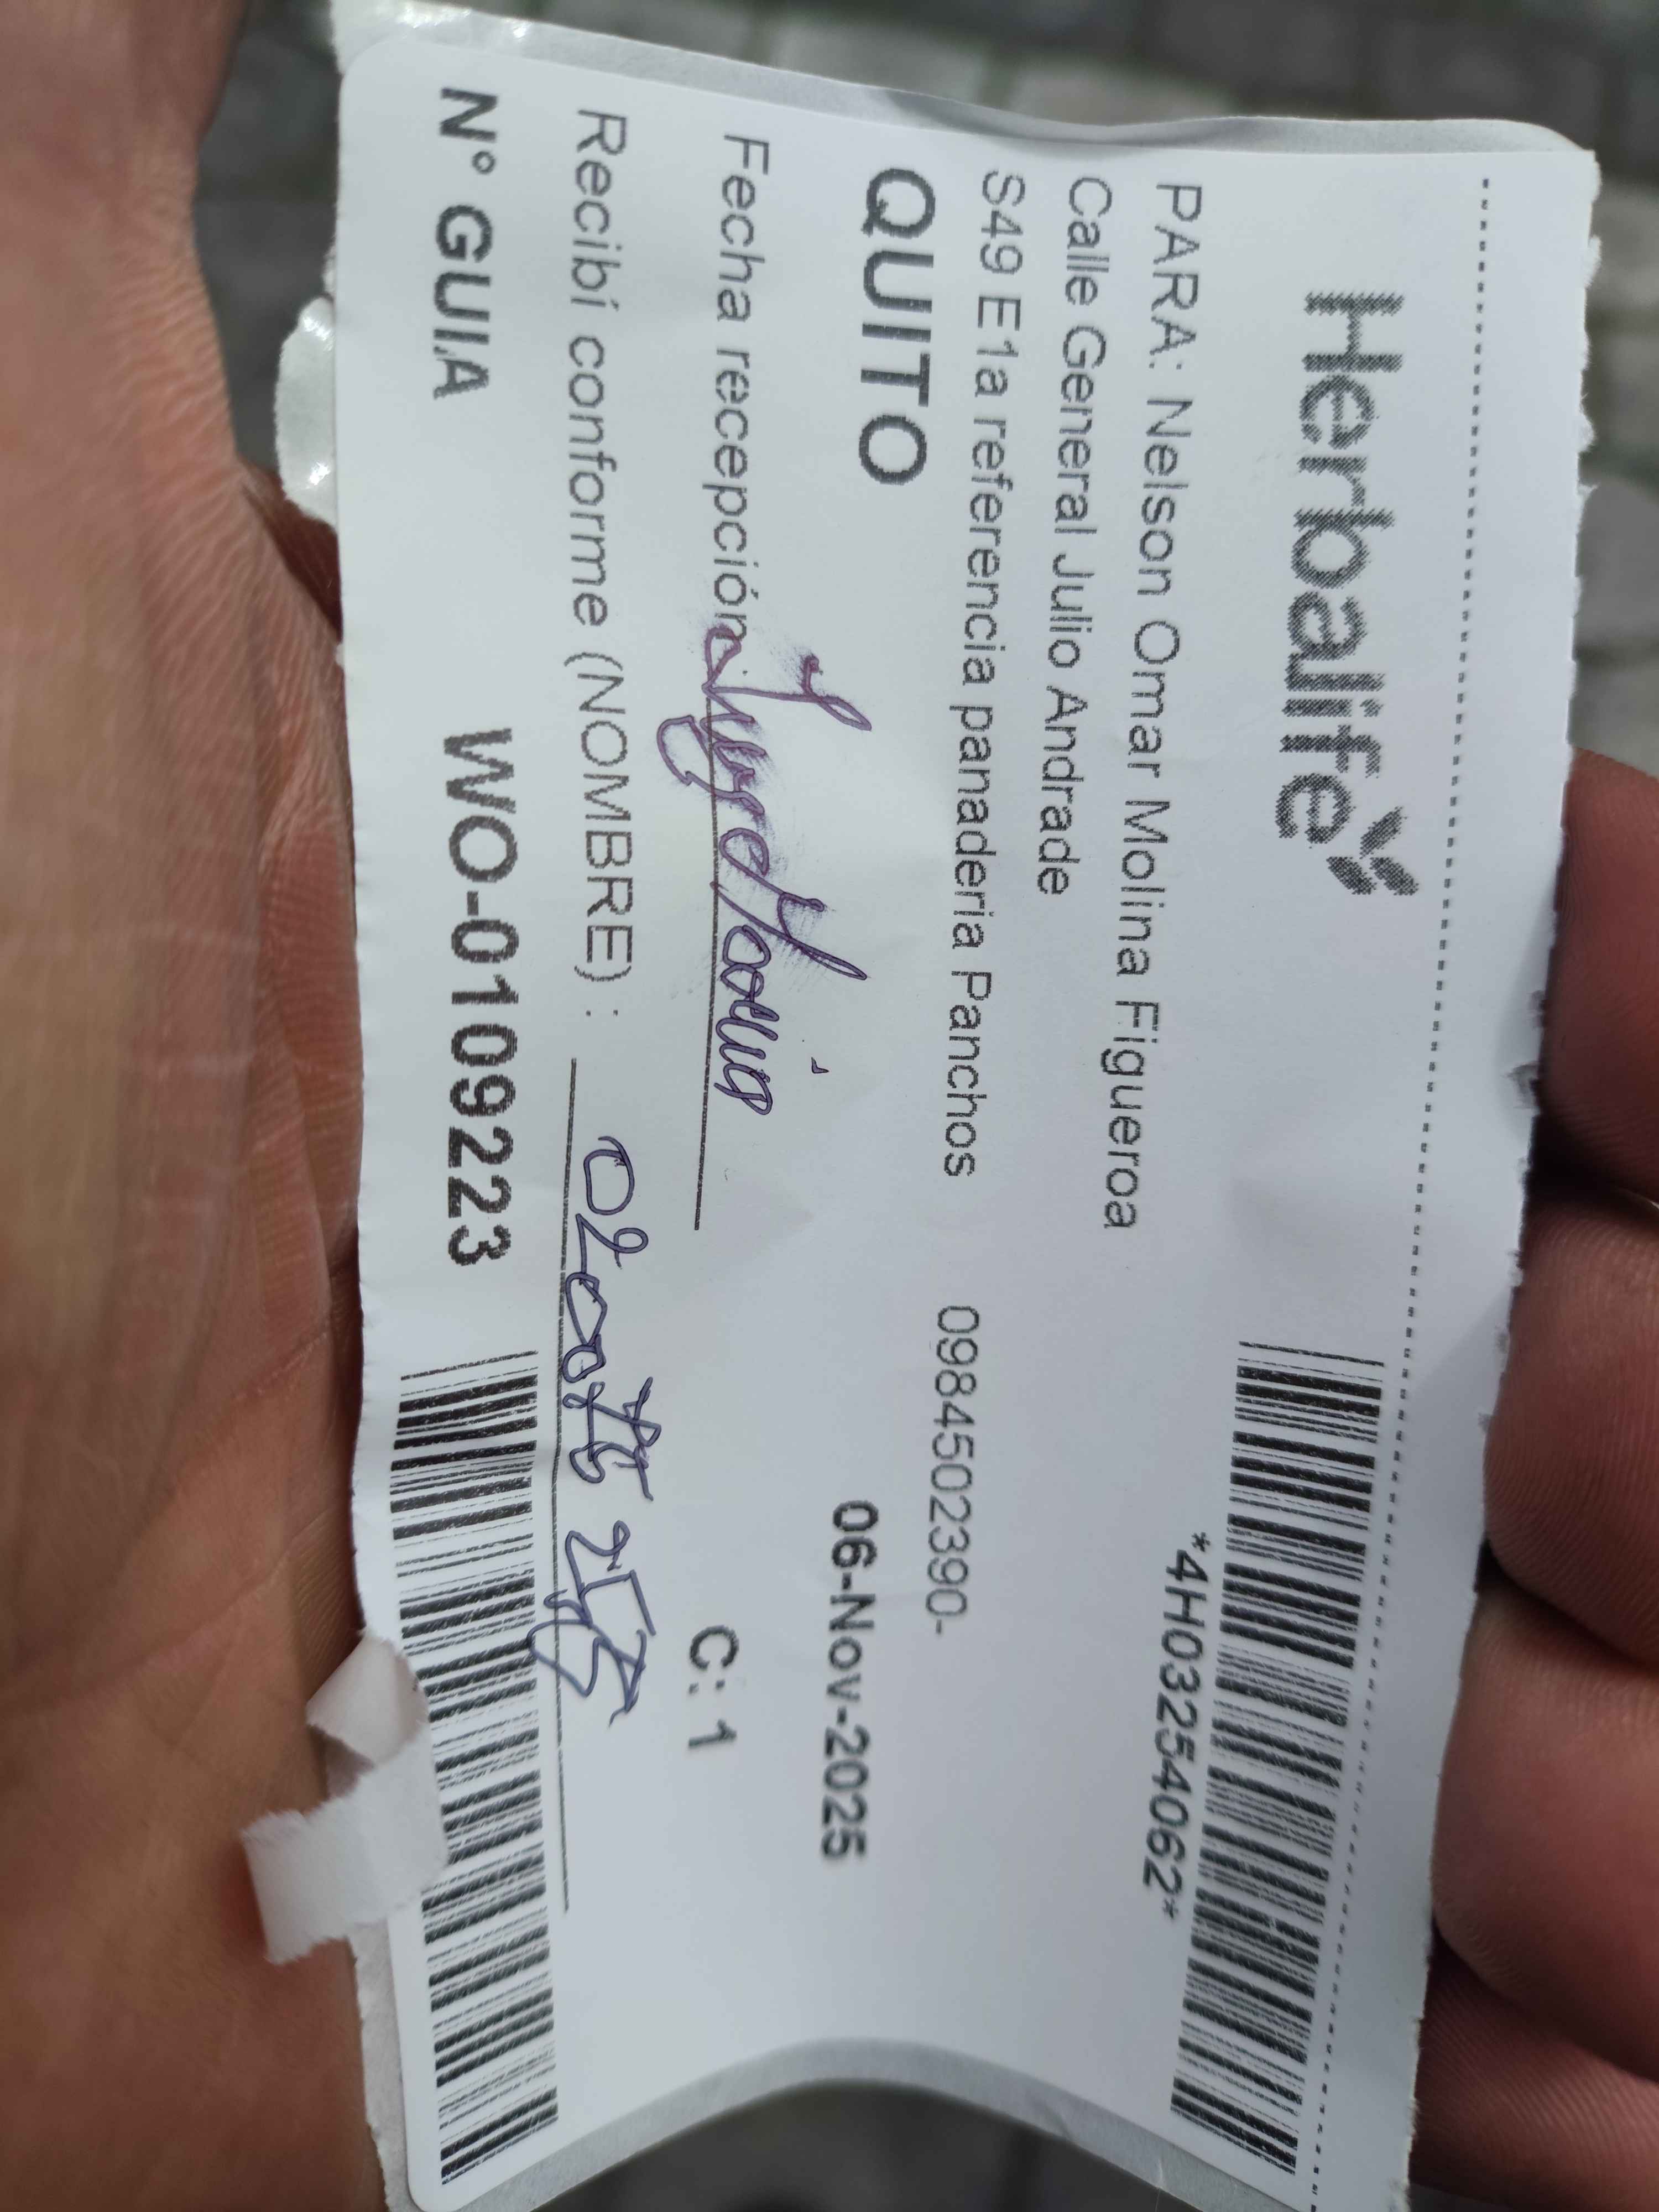 Herbalife
*4H03254062*
PARA: Nelson Omar Molina Figueroa
Calle General Julio Andrade
S49 E1a referencia panaderia Panchos 0984502390-
QUITO 06-Nov-2025
Fecha recepción:
C: 1
Recibí conforme (NOMBRE) :
N° GUIA WO-0109223